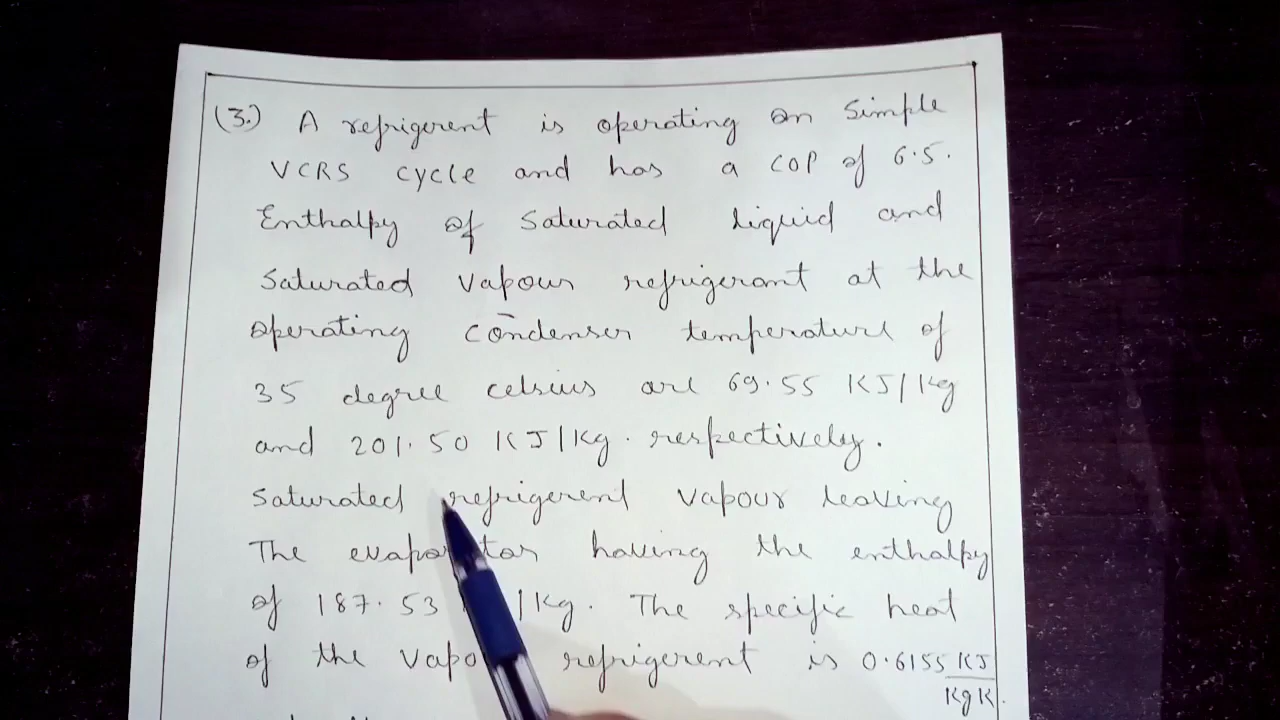 (3.) A refrigerent is operating on Simple
VCRS cycle and has a COP of 6.5.
Enthalpy of Saturated liquid and
Saturated vapour refrigerant at the
operating condenser temperature of
35 degree celsius are 69.55 KJ/Kg
and 201.50 KJ/Kg. respectively.
Saturated refrigerent vapour leaving
The evaporator having the enthalpy
of 187.53 /Kg. The specific heat
of the refrigerent is 0.6155 KJ
KgK.